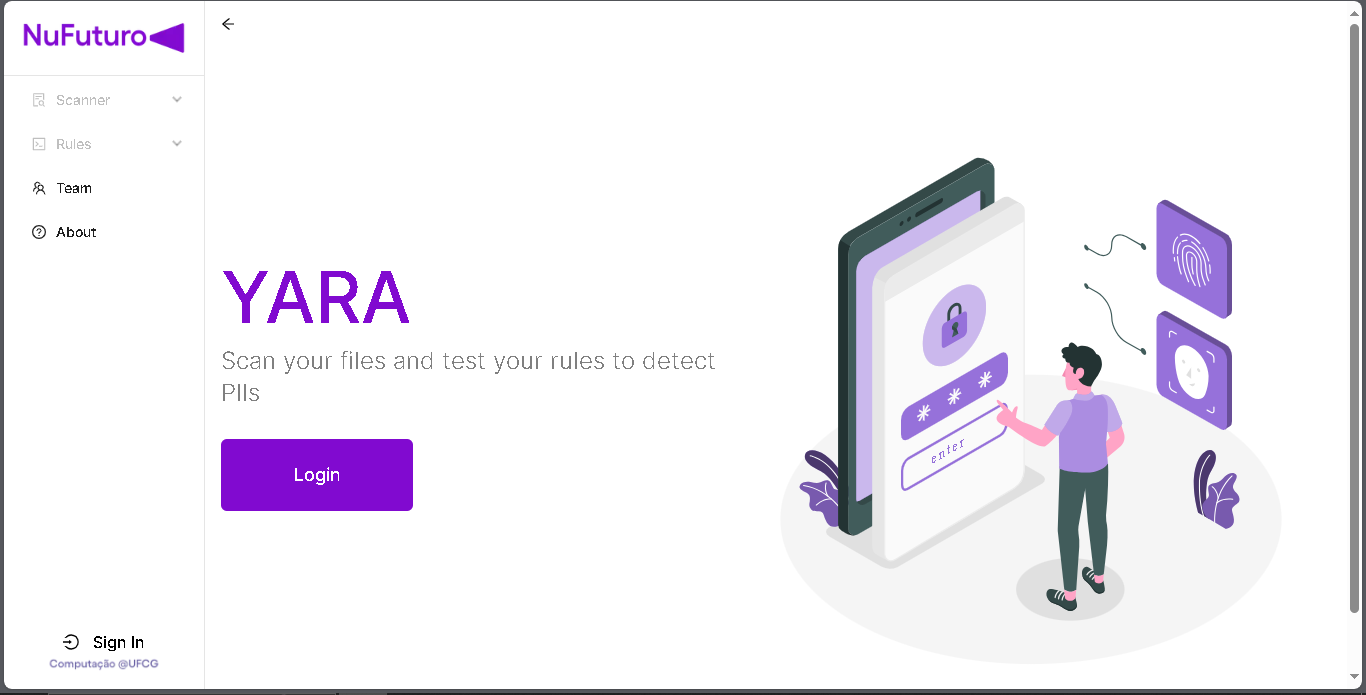 NuFuturo
Scanner
Rules
Team
About
YARA
Scan your files and test your rules to detect
PIIs
Login
* * *
enter
Sign In
Computação @UFCG